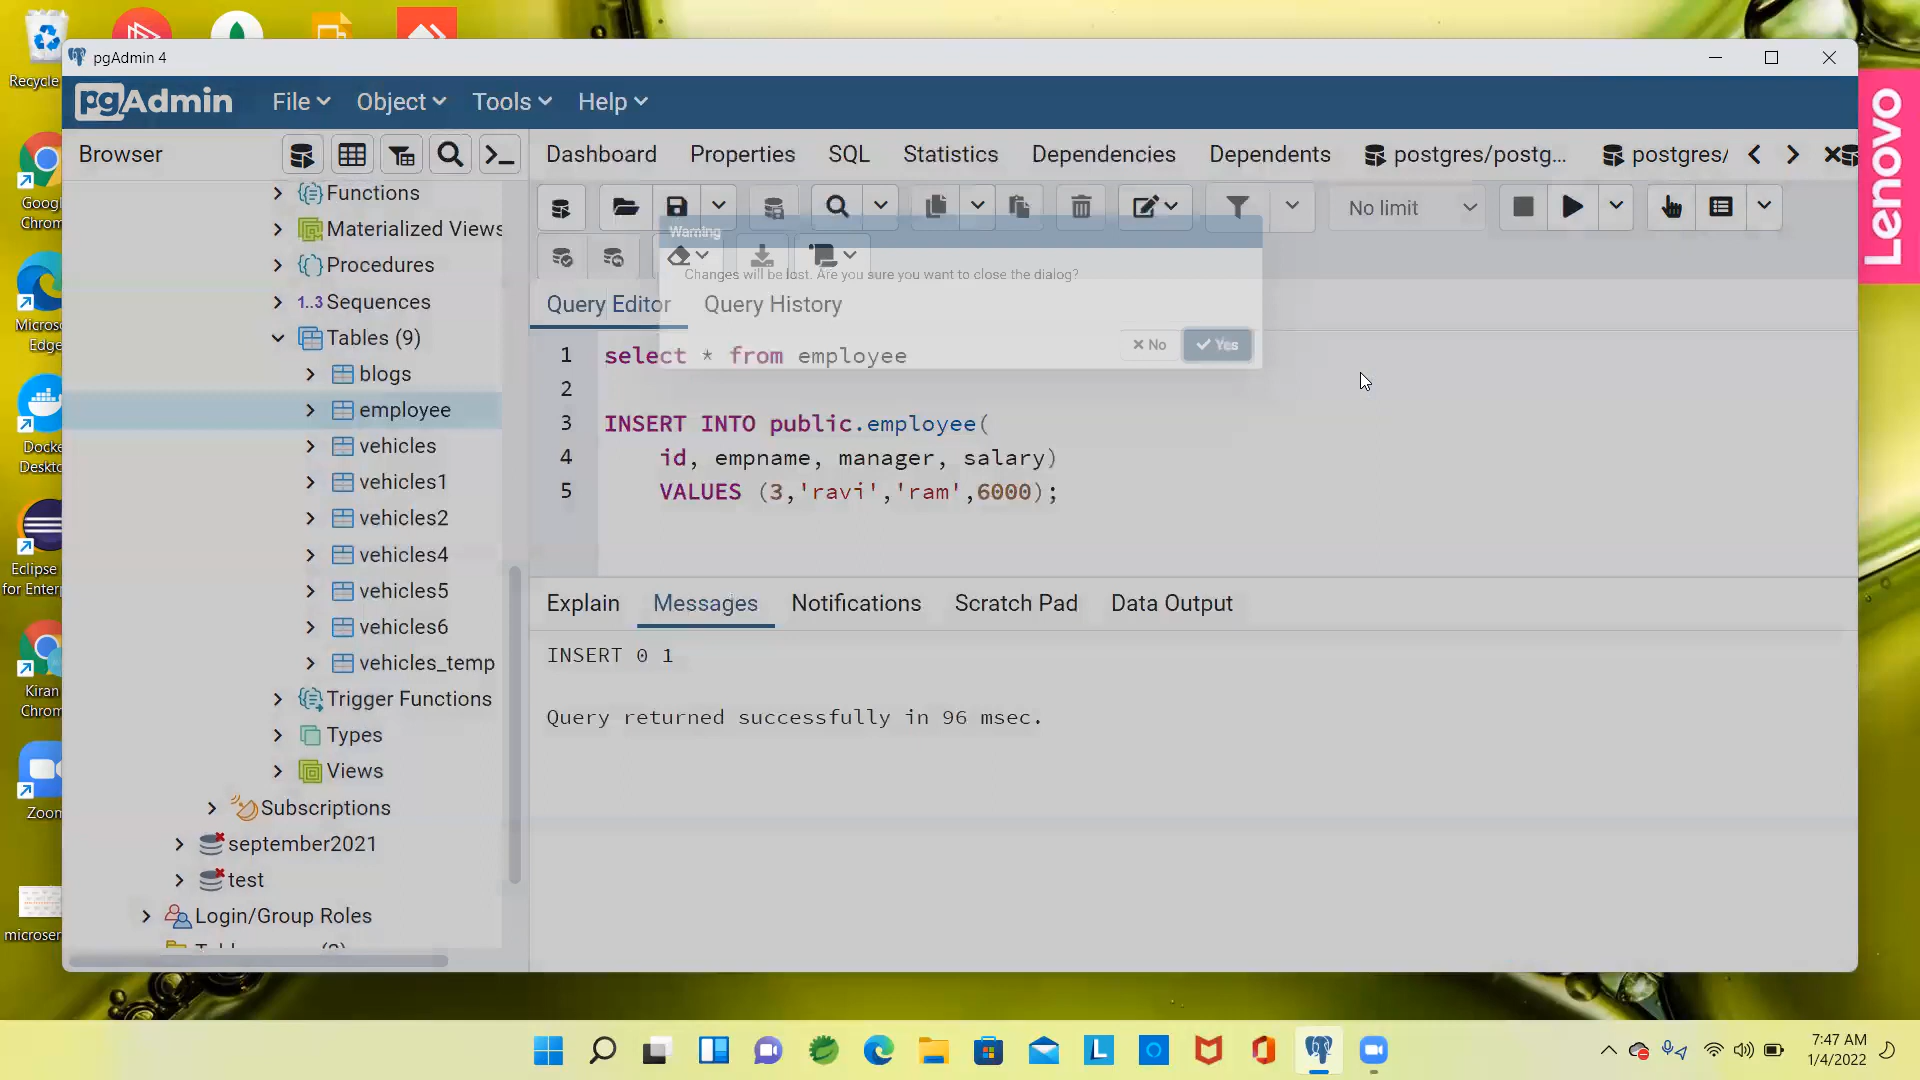 Recycle
pgAdmin 4
pgAdmin
File
Object
Tools
Help
Lenovo
Browser
Dashboard
Properties
SQL
Statistics
Dependencies
Dependents
postgres/postg...
postgres/
Googl
Chrom
Functions
Materialized Views
Procedures
1..3 Sequences
Tables (9)
blogs
employee
vehicles
vehicles1
vehicles2
vehicles4
vehicles5
vehicles6
vehicles_temp
Trigger Functions
Types
Views
Subscriptions
september2021
test
Login/Group Roles
No limit
Warning
Changes will be lost. Are you sure you want to close the dialog?
No
Yes
Query Editor
Query History
1 select * from employee
2
3 INSERT INTO public.employee(
4 id, empname, manager, salary)
5 VALUES (3,'ravi','ram',6000);
Explain
Messages
Notifications
Scratch Pad
Data Output
INSERT 0 1
Query returned successfully in 96 msec.
Microso
Edge
Docke
Deskto
Eclipse
for Enter
Kiran
Chrom
Zoom
microser
7:47 AM
1/4/2022